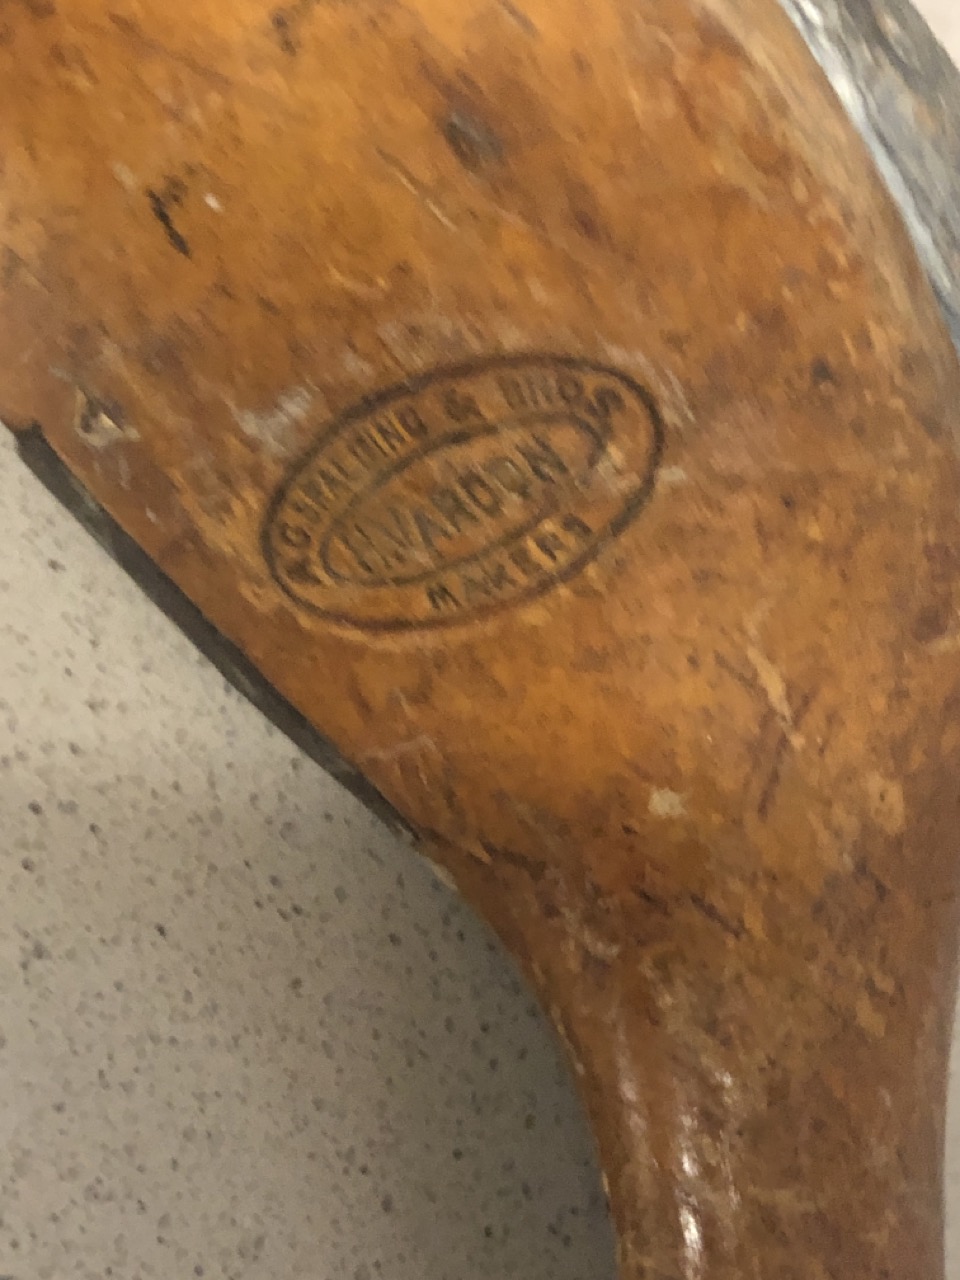 A.G. SPALDING & BROS
H. VARDON
MAKERS